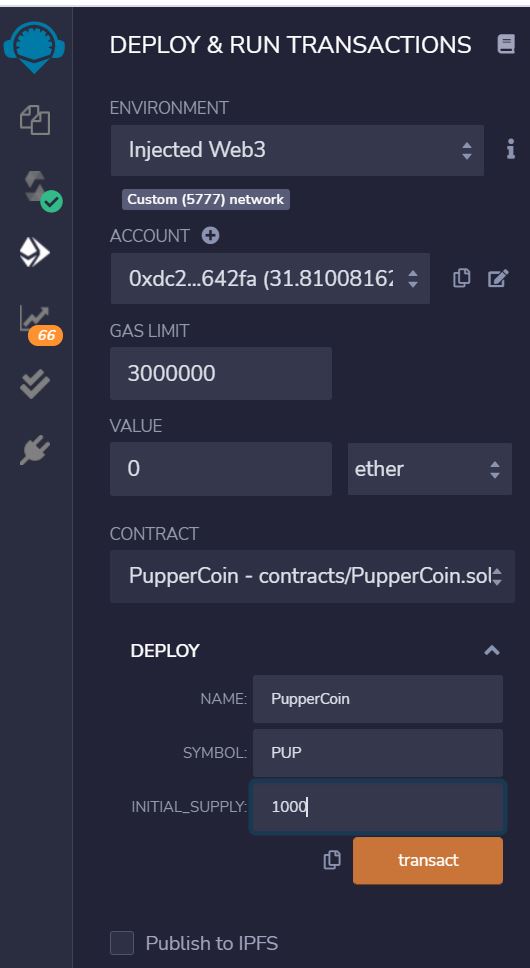 DEPLOY & RUN TRANSACTIONS
ENVIRONMENT
Injected Web3
Custom (5777) network
ACCOUNT
0xdc2...642fa (31.81008162
GAS LIMIT
3000000
VALUE
0 ether
CONTRACT
PupperCoin - contracts/PupperCoin.sol
DEPLOY
NAME: PupperCoin
SYMBOL: PUP
INITIAL_SUPPLY: 1000
transact
Publish to IPFS
66